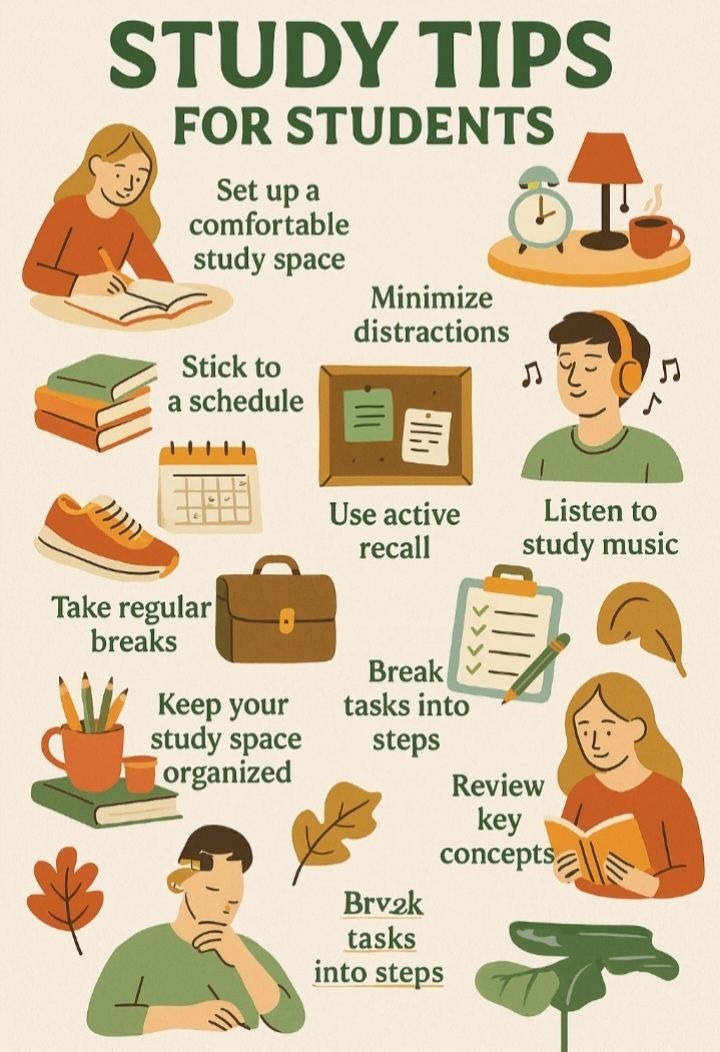 STUDY TIPS
FOR STUDENTS
Set up a
comfortable
study space
Minimize
distractions
Stick to
a schedule
Use active
recall
Listen to
study music
Take regular
breaks
Break
tasks into
steps
Keep your
study space
organized
Review
key
concepts
Brv2k
tasks
into steps